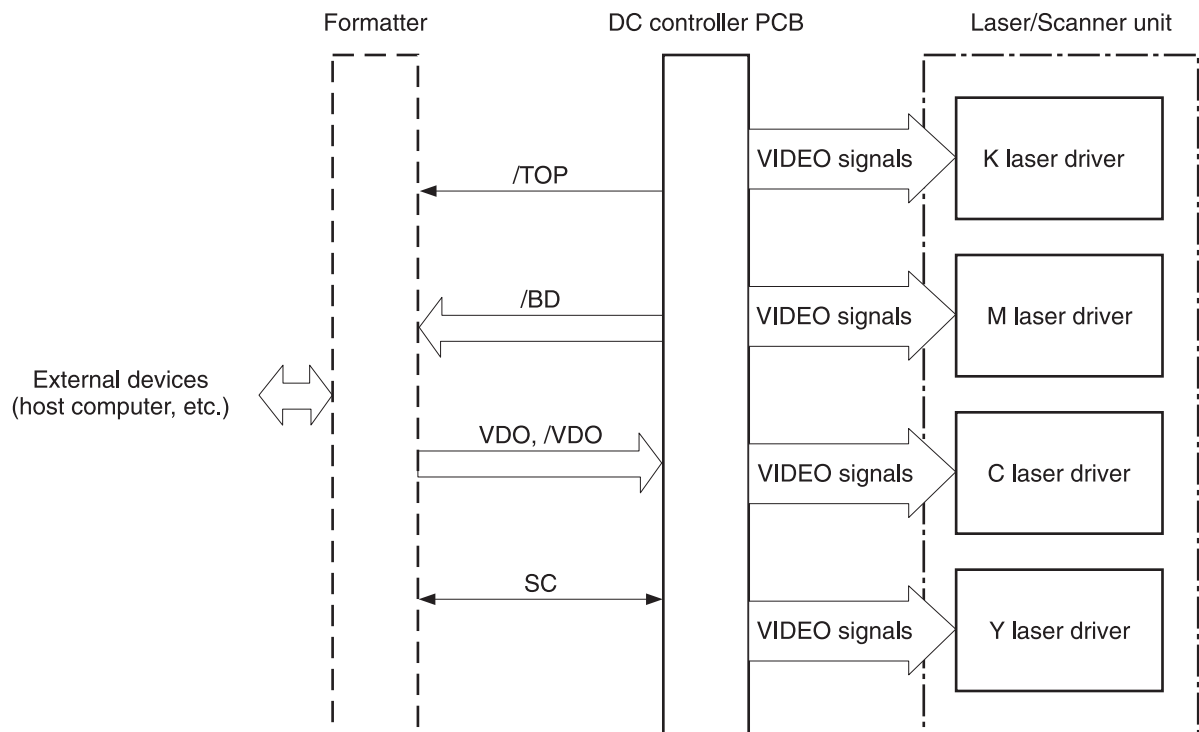 Formatter
DC controller PCB
Laser/Scanner unit
/TOP
VIDEO signals
K laser driver
/BD
VIDEO signals
M laser driver
External devices
(host computer, etc.)
VDO, /VDO
VIDEO signals
C laser driver
SC
VIDEO signals
Y laser driver